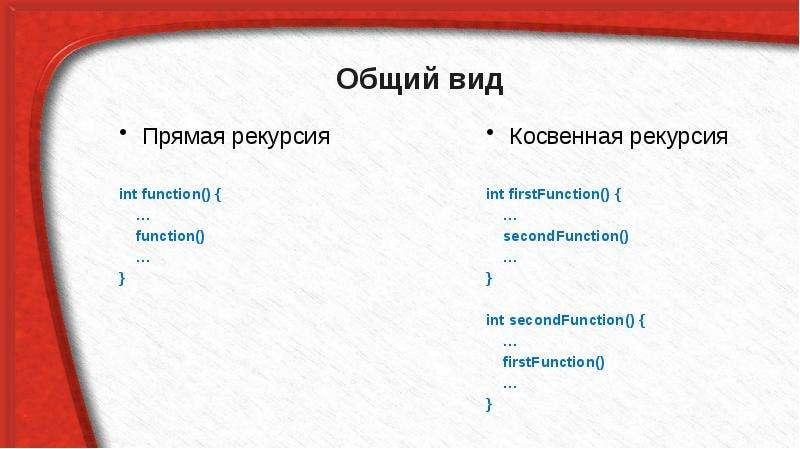 Общий вид
• Прямая рекурсия
int function() {
...
function()
...
}
• Косвенная рекурсия
int firstFunction() {
...
secondFunction()
...
}
int secondFunction() {
...
firstFunction()
...
}